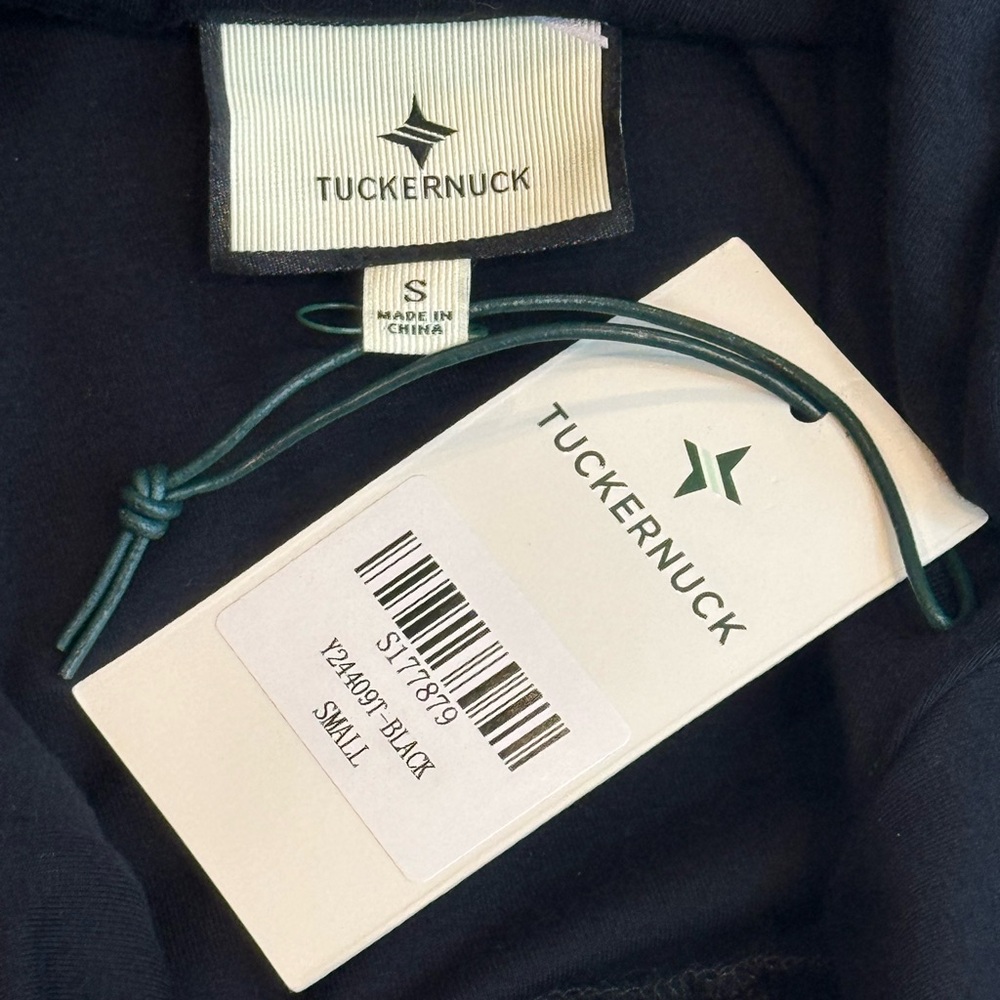 TUCKERNUCK
S
MADE IN
CHINA
TUCKERNUCK
S177879
Y24409T-BLACK
SMALL